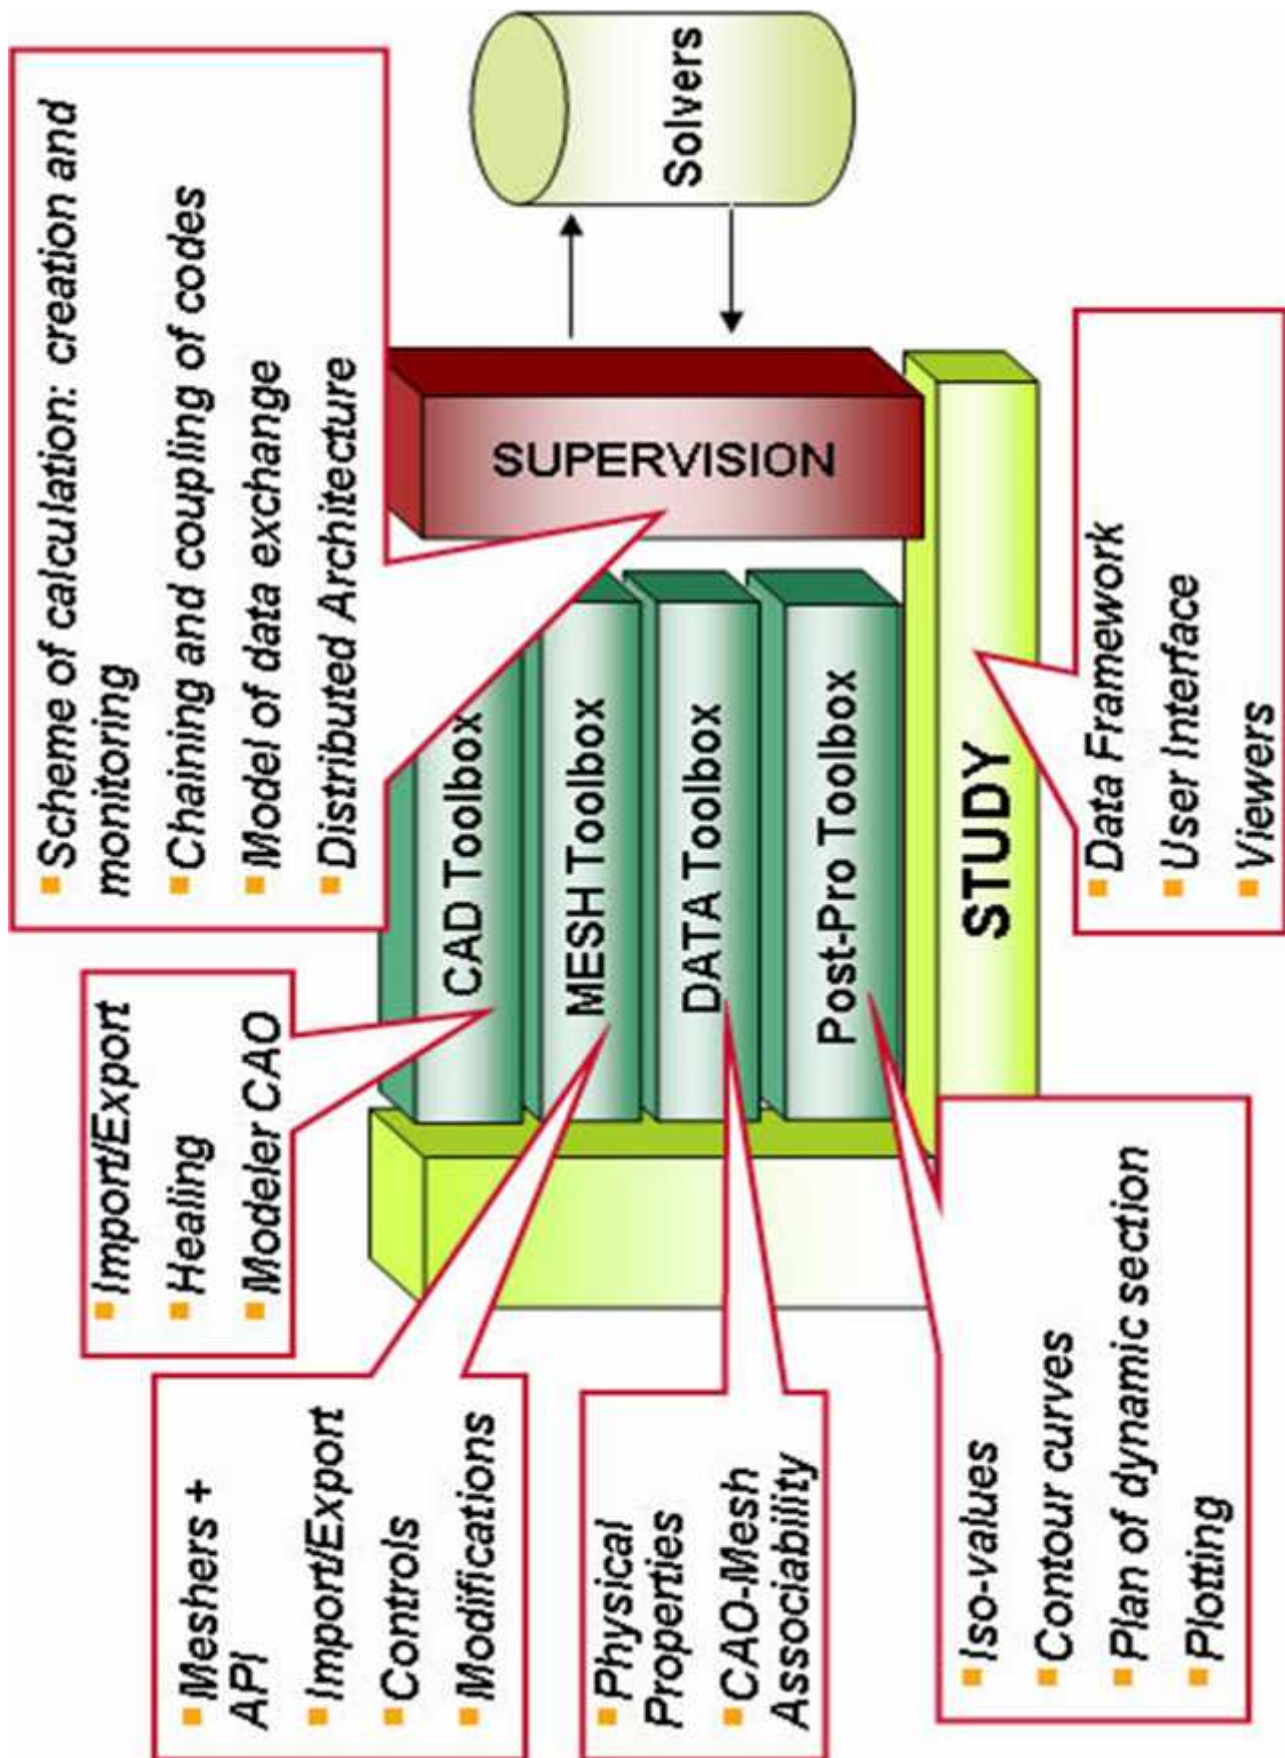 Scheme of calculation: creation and
monitoring
Chaining and coupling of codes
Model of data exchange
Distributed Architecture
Import/Export
Healing
Modeler CAO
Meshers +
API
Import/Export
Controls
Modifications
Physical
Properties
CAO-Mesh
Associability
Iso-values
Contour curves
Plan of dynamic section
Plotting
CAD Toolbox
MESH Toolbox
DATA Toolbox
Post-Pro Toolbox
SUPERVISION
Solvers
STUDY
Data Framework
User Interface
Viewers